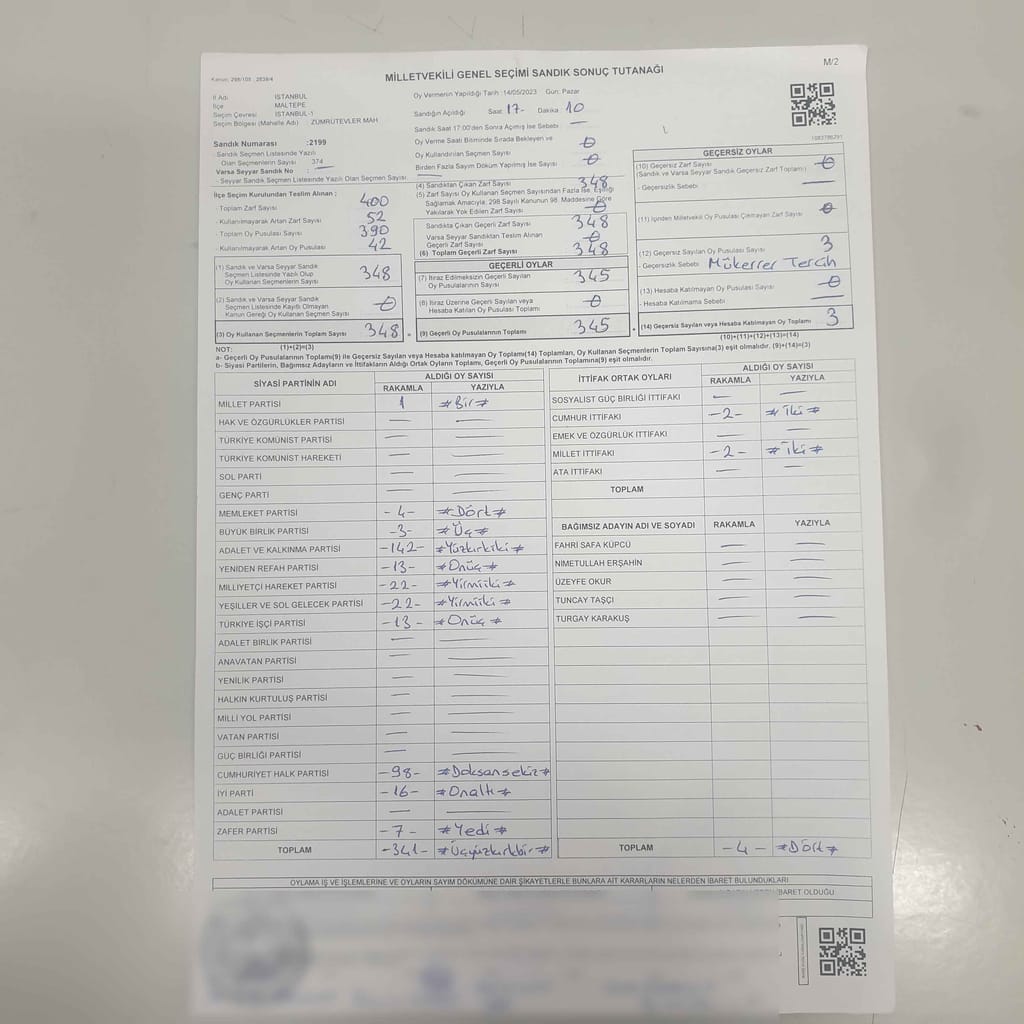 Kanun: 298/105 - 2839/4
MİLLETVEKİLİ GENEL SEÇİMİ SANDIK SONUÇ TUTANAĞI
M/2
İl Adı İSTANBUL
İlçe MALTEPE
Seçim Çevresi İSTANBUL-1
Seçim Bölgesi (Mahalle Adı) : ZÜMRÜTEVLER MAH
Sandık Numarası :2199
Sandık Seçmen Listesinde Yazılı
Olan Seçmenlerin Sayısı 374
Varsa Seyyar Sandık No
- Seyyar Sandık Seçmen Listesinde Yazılı Olan Seçmen Sayısı
Oy Vermenin Yapıldığı Tarih :14/05/2023 Gün: Pazar
Sandığın Açıldığı Saat 17- Dakika 10
Sandık Saat 17:00'den Sonra Açılmış İse Sebebi
Oy Verme Saati Bitiminde Sırada Bekleyen ve
Oy Kullandırılan Seçmen Sayısı
Birden Fazla Sayım Döküm Yapılmış İse Sayısı
İlçe Seçim Kurulundan Teslim Alınan :
- Toplam Zarf Sayısı 400
- Kullanılmayarak Artan Zarf Sayısı 52
- Toplam Oy Pusulası Sayısı 390
- Kullanılmayarak Artan Oy Pusulası 42
(1) Sandık ve Varsa Seyyar Sandık
Seçmen Listesinde Yazılı Olup
Oy Kullanan Seçmenlerin Sayısı 348
(2) Sandık ve Varsa Seyyar Sandık
Seçmen Listesinde Kayıtlı Olmayan
Kanun Gereği Oy Kullanan Seçmen Sayısı
(3) Oy Kullanan Seçmenlerin Toplam Sayısı 348
(1)+(2)=(3)
(4) Sandıktan Çıkan Zarf Sayısı 348
(5) Zarf Sayısı Oy Kullanan Seçmen Sayısından Fazla İse, Eşitliği
Sağlamak Amacıyla, 298 Sayılı Kanunun 98. Maddesine Göre
Yakılarak Yok Edilen Zarf Sayısı
Sandıkta Çıkan Geçerli Zarf Sayısı 348
Varsa Seyyar Sandıktan Teslim Alınan
Geçerli Zarf Sayısı
(6) Toplam Geçerli Zarf Sayısı 348
GEÇERLİ OYLAR
(7) İtiraz Edilmeksizin Geçerli Sayılan
Oy Pusulalarının Sayısı 345
(8) İtiraz Üzerine Geçerli Sayılan veya
Hesaba Katılan Oy Pusulası Toplamı
(9) Geçerli Oy Pusulalarının Toplamı 345
GEÇERSİZ OYLAR
(10) Geçersiz Zarf Sayısı
(Sandık ve Varsa Seyyar Sandık Geçersiz Zarf Toplamı)
- Geçersizlik Sebebi
(11) İçinden Milletvekili Oy Pusulası Çıkmayan Zarf Sayısı
(12) Geçersiz Sayılan Oy Pusulası Sayısı 3
- Geçersizlik Sebebi Mükerrer Tercih
(13) Hesaba Katılmayan Oy Pusulası Sayısı
- Hesaba Katılmama Sebebi
(14) Geçersiz Sayılan veya Hesaba Katılmayan Oy Toplamı 3
(10)+(11)+(12)+(13)=(14)
NOT:
a- Geçerli Oy Pusulalarının Toplamı(9) ile Geçersiz Sayılan veya Hesaba katılmayan Oy Toplamı(14) Toplamları, Oy Kullanan Seçmenlerin Toplam Sayısına(3) eşit olmalıdır. (9)+(14)=(3)
b- Siyasi Partilerin, Bağımsız Adayların ve İttifakların Aldığı Ortak Oyların Toplamı, Geçerli Oy Pusulalarının Toplamına(9) eşit olmalıdır.
SİYASİ PARTİNİN ADI ALDIĞI OY SAYISI
RAKAMLA YAZIYLA
MİLLET PARTİSİ 1 #Bir#
HAK VE ÖZGÜRLÜKLER PARTİSİ
TÜRKİYE KOMÜNİST PARTİSİ
TÜRKİYE KOMÜNİST HAREKETİ
SOL PARTİ
GENÇ PARTİ
MEMLEKET PARTİSİ -4- #Dört#
BÜYÜK BİRLİK PARTİSİ -3- #Üç#
ADALET VE KALKINMA PARTİSİ -142- #Yüzkırkiki#
YENİDEN REFAH PARTİSİ -13- #Onüç#
MİLLİYETÇİ HAREKET PARTİSİ -22- #Yirmiiki#
YEŞİLLER VE SOL GELECEK PARTİSİ -22- #Yirmiiki#
TÜRKİYE İŞÇİ PARTİSİ -13- #Onüç#
ADALET BİRLİK PARTİSİ
ANAVATAN PARTİSİ
YENİLİK PARTİSİ
HALKIN KURTULUŞ PARTİSİ
MİLLİ YOL PARTİSİ
VATAN PARTİSİ
GÜÇ BİRLİĞİ PARTİSİ
CUMHURİYET HALK PARTİSİ -98- #Doksansekiz#
İYİ PARTİ -16- #Onaltı#
ADALET PARTİSİ
ZAFER PARTİSİ -7- #Yedi#
TOPLAM -341- #Üçyüzkırkbir#
İTTİFAK ORTAK OYLARI ALDIĞI OY SAYISI
RAKAMLA YAZIYLA
SOSYALİST GÜÇ BİRLİĞİ İTTİFAKI
CUMHUR İTTİFAKI -2- #İki#
EMEK VE ÖZGÜRLÜK İTTİFAKI
MİLLET İTTİFAKI -2- #İki#
ATA İTTİFAKI
TOPLAM
BAĞIMSIZ ADAYIN ADI VE SOYADI RAKAMLA YAZIYLA
FAHRİ SAFA KÜPCÜ
NİMETULLAH ERŞAHİN
ÜZEYFE OKUR
TUNCAY TAŞÇI
TURGAY KARAKUŞ
TOPLAM -4- #Dört#
OYLAMA İŞ VE İŞLEMLERİNE VE OYLARIN SAYIM DÖKÜMÜNE DAİR ŞİKAYETLERLE BUNLARA AİT KARARLARIN NELERDEN İBARET BULUNDUKLARI
İBARET OLDUĞU